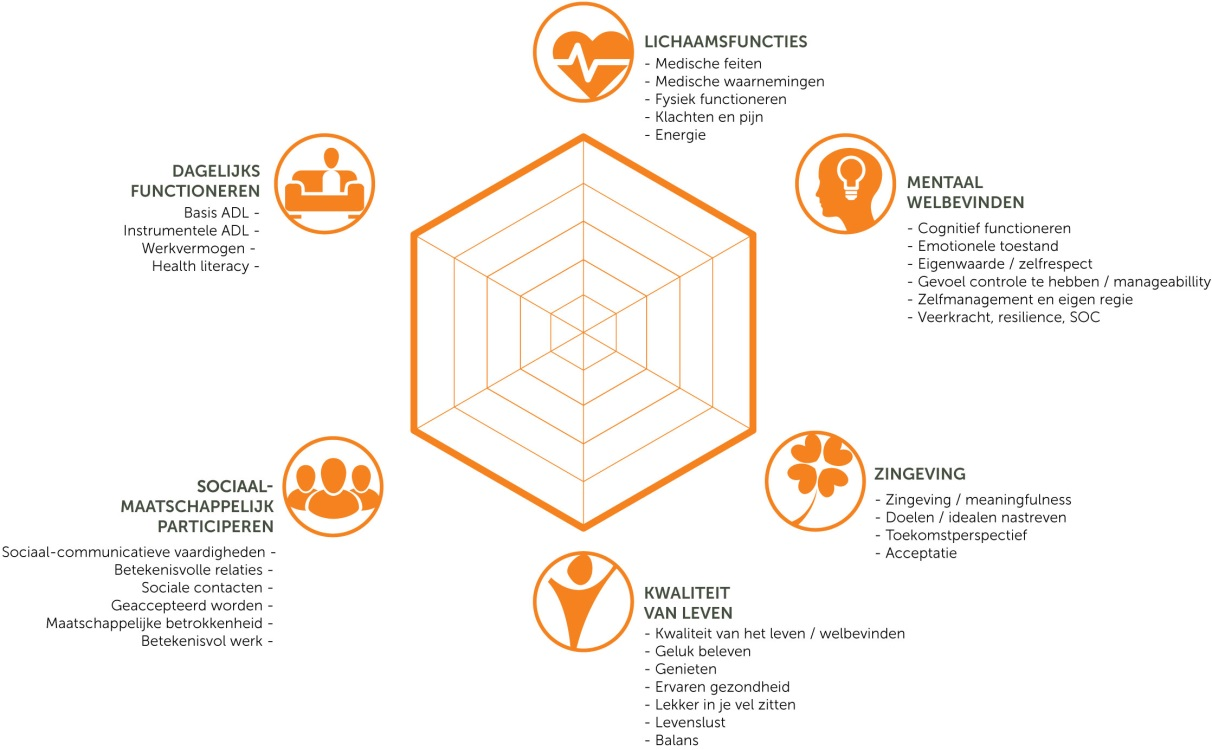 LICHAAMSFUNCTIES
- Medische feiten
- Medische waarnemingen
- Fysiek functioneren
- Klachten en pijn
- Energie
MENTAAL
WELBEVINDEN
- Cognitief functioneren
- Emotionele toestand
- Eigenwaarde / zelfrespect
- Gevoel controle te hebben / manageabillity
- Zelfmanagement en eigen regie
- Veerkracht, resilience, SOC
ZINGEVING
- Zingeving / meaningfulness
- Doelen / idealen nastreven
- Toekomstperspectief
- Acceptatie
KWALITEIT
VAN LEVEN
- Kwaliteit van het leven / welbevinden
- Geluk beleven
- Genieten
- Ervaren gezondheid
- Lekker in je vel zitten
- Levenslust
- Balans
SOCIAAL-
MAATSCHAPPELIJK
PARTICIPEREN
Sociaal-communicatieve vaardigheden -
Betekenisvolle relaties -
Sociale contacten -
Geaccepteerd worden -
Maatschappelijke betrokkenheid -
Betekenisvol werk -
DAGELIJKS
FUNCTIONEREN
Basis ADL -
Instrumentele ADL -
Werkvermogen -
Health literacy -